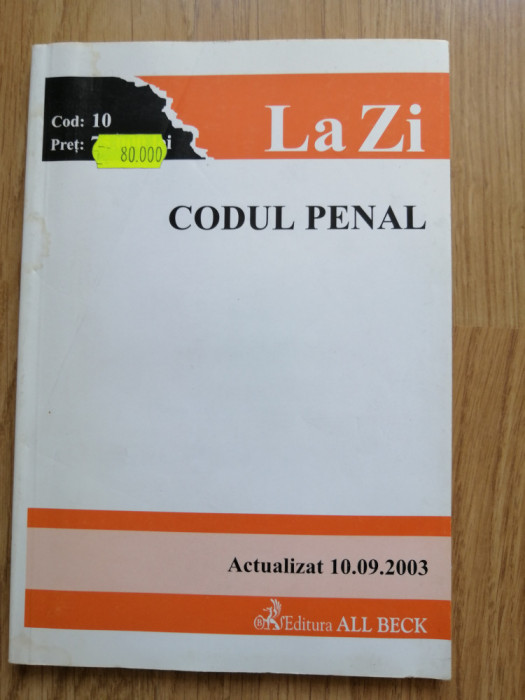 Cod: 10
La Zi
Preț:
80.000
CODUL PENAL
Actualizat 10.09.2003
Editura ALL BECK